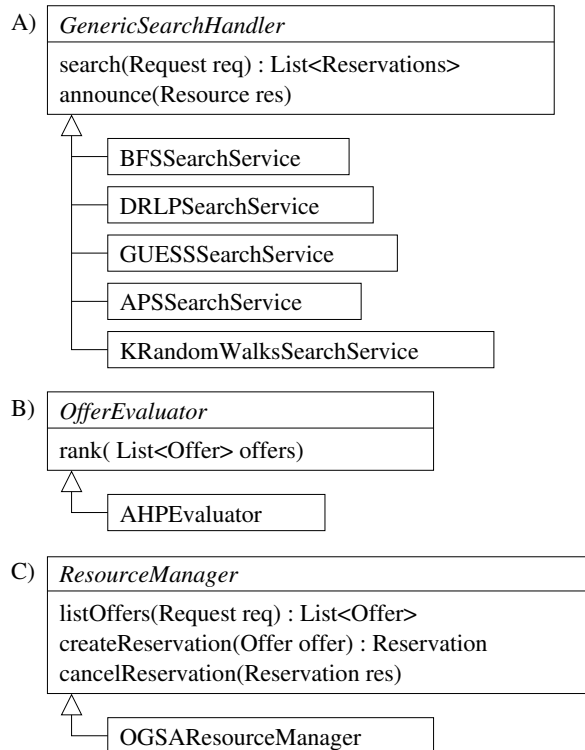 A) GenericSearchHandler
search(Request req) : List<Reservations>
announce(Resource res)
BFSSearchService
DRLPSearchService
GUESSSearchService
APSSearchService
KRandomWalksSearchService
B) OfferEvaluator
rank( List<Offer> offers)
AHPEvaluator
C) ResourceManager
listOffers(Request req) : List<Offer>
createReservation(Offer offer) : Reservation
cancelReservation(Reservation res)
OGSAResourceManager